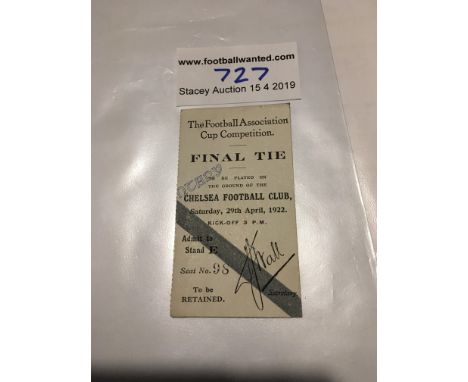 www.footballwanted.com
727
Stacey Auction 15 4 2019
The Football Association
Cup Competition.
FINAL TIE
TO BE PLAYED ON
THE GROUND OF THE
CHELSEA FOOTBALL CLUB,
Saturday, 29th April, 1922.
KICK-OFF 3 P.M.
Admit to
Stand E
Seat No. 98
To be
RETAINED.
Secretary.